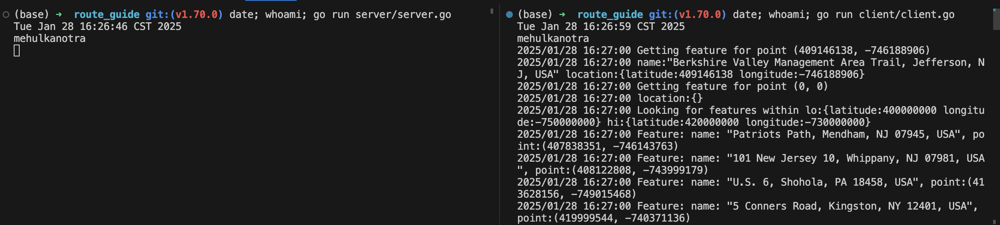 (base) ➜  route_guide git:(v1.70.0) date; whoami; go run server/server.go
Tue Jan 28 16:26:46 CST 2025
mehulkanotra
(base) ➜  route_guide git:(v1.70.0) date; whoami; go run client/client.go
Tue Jan 28 16:26:59 CST 2025
mehulkanotra
2025/01/28 16:27:00 Getting feature for point (409146138, -746188906)
2025/01/28 16:27:00 name:"Berkshire Valley Management Area Trail, Jefferson, N
J, USA" location:{latitude:409146138 longitude:-746188906}
2025/01/28 16:27:00 Getting feature for point (0, 0)
2025/01/28 16:27:00 location:{}
2025/01/28 16:27:00 Looking for features within lo:{latitude:400000000 longitu
de:-750000000} hi:{latitude:420000000 longitude:-730000000}
2025/01/28 16:27:00 Feature: name: "Patriots Path, Mendham, NJ 07945, USA", po
int:(407838351, -746143763)
2025/01/28 16:27:00 Feature: name: "101 New Jersey 10, Whippany, NJ 07981, USA
", point:(408122808, -743999179)
2025/01/28 16:27:00 Feature: name: "U.S. 6, Shohola, PA 18458, USA", point:(41
3628156, -749015468)
2025/01/28 16:27:00 Feature: name: "5 Conners Road, Kingston, NY 12401, USA",
point:(419999544, -740371136)